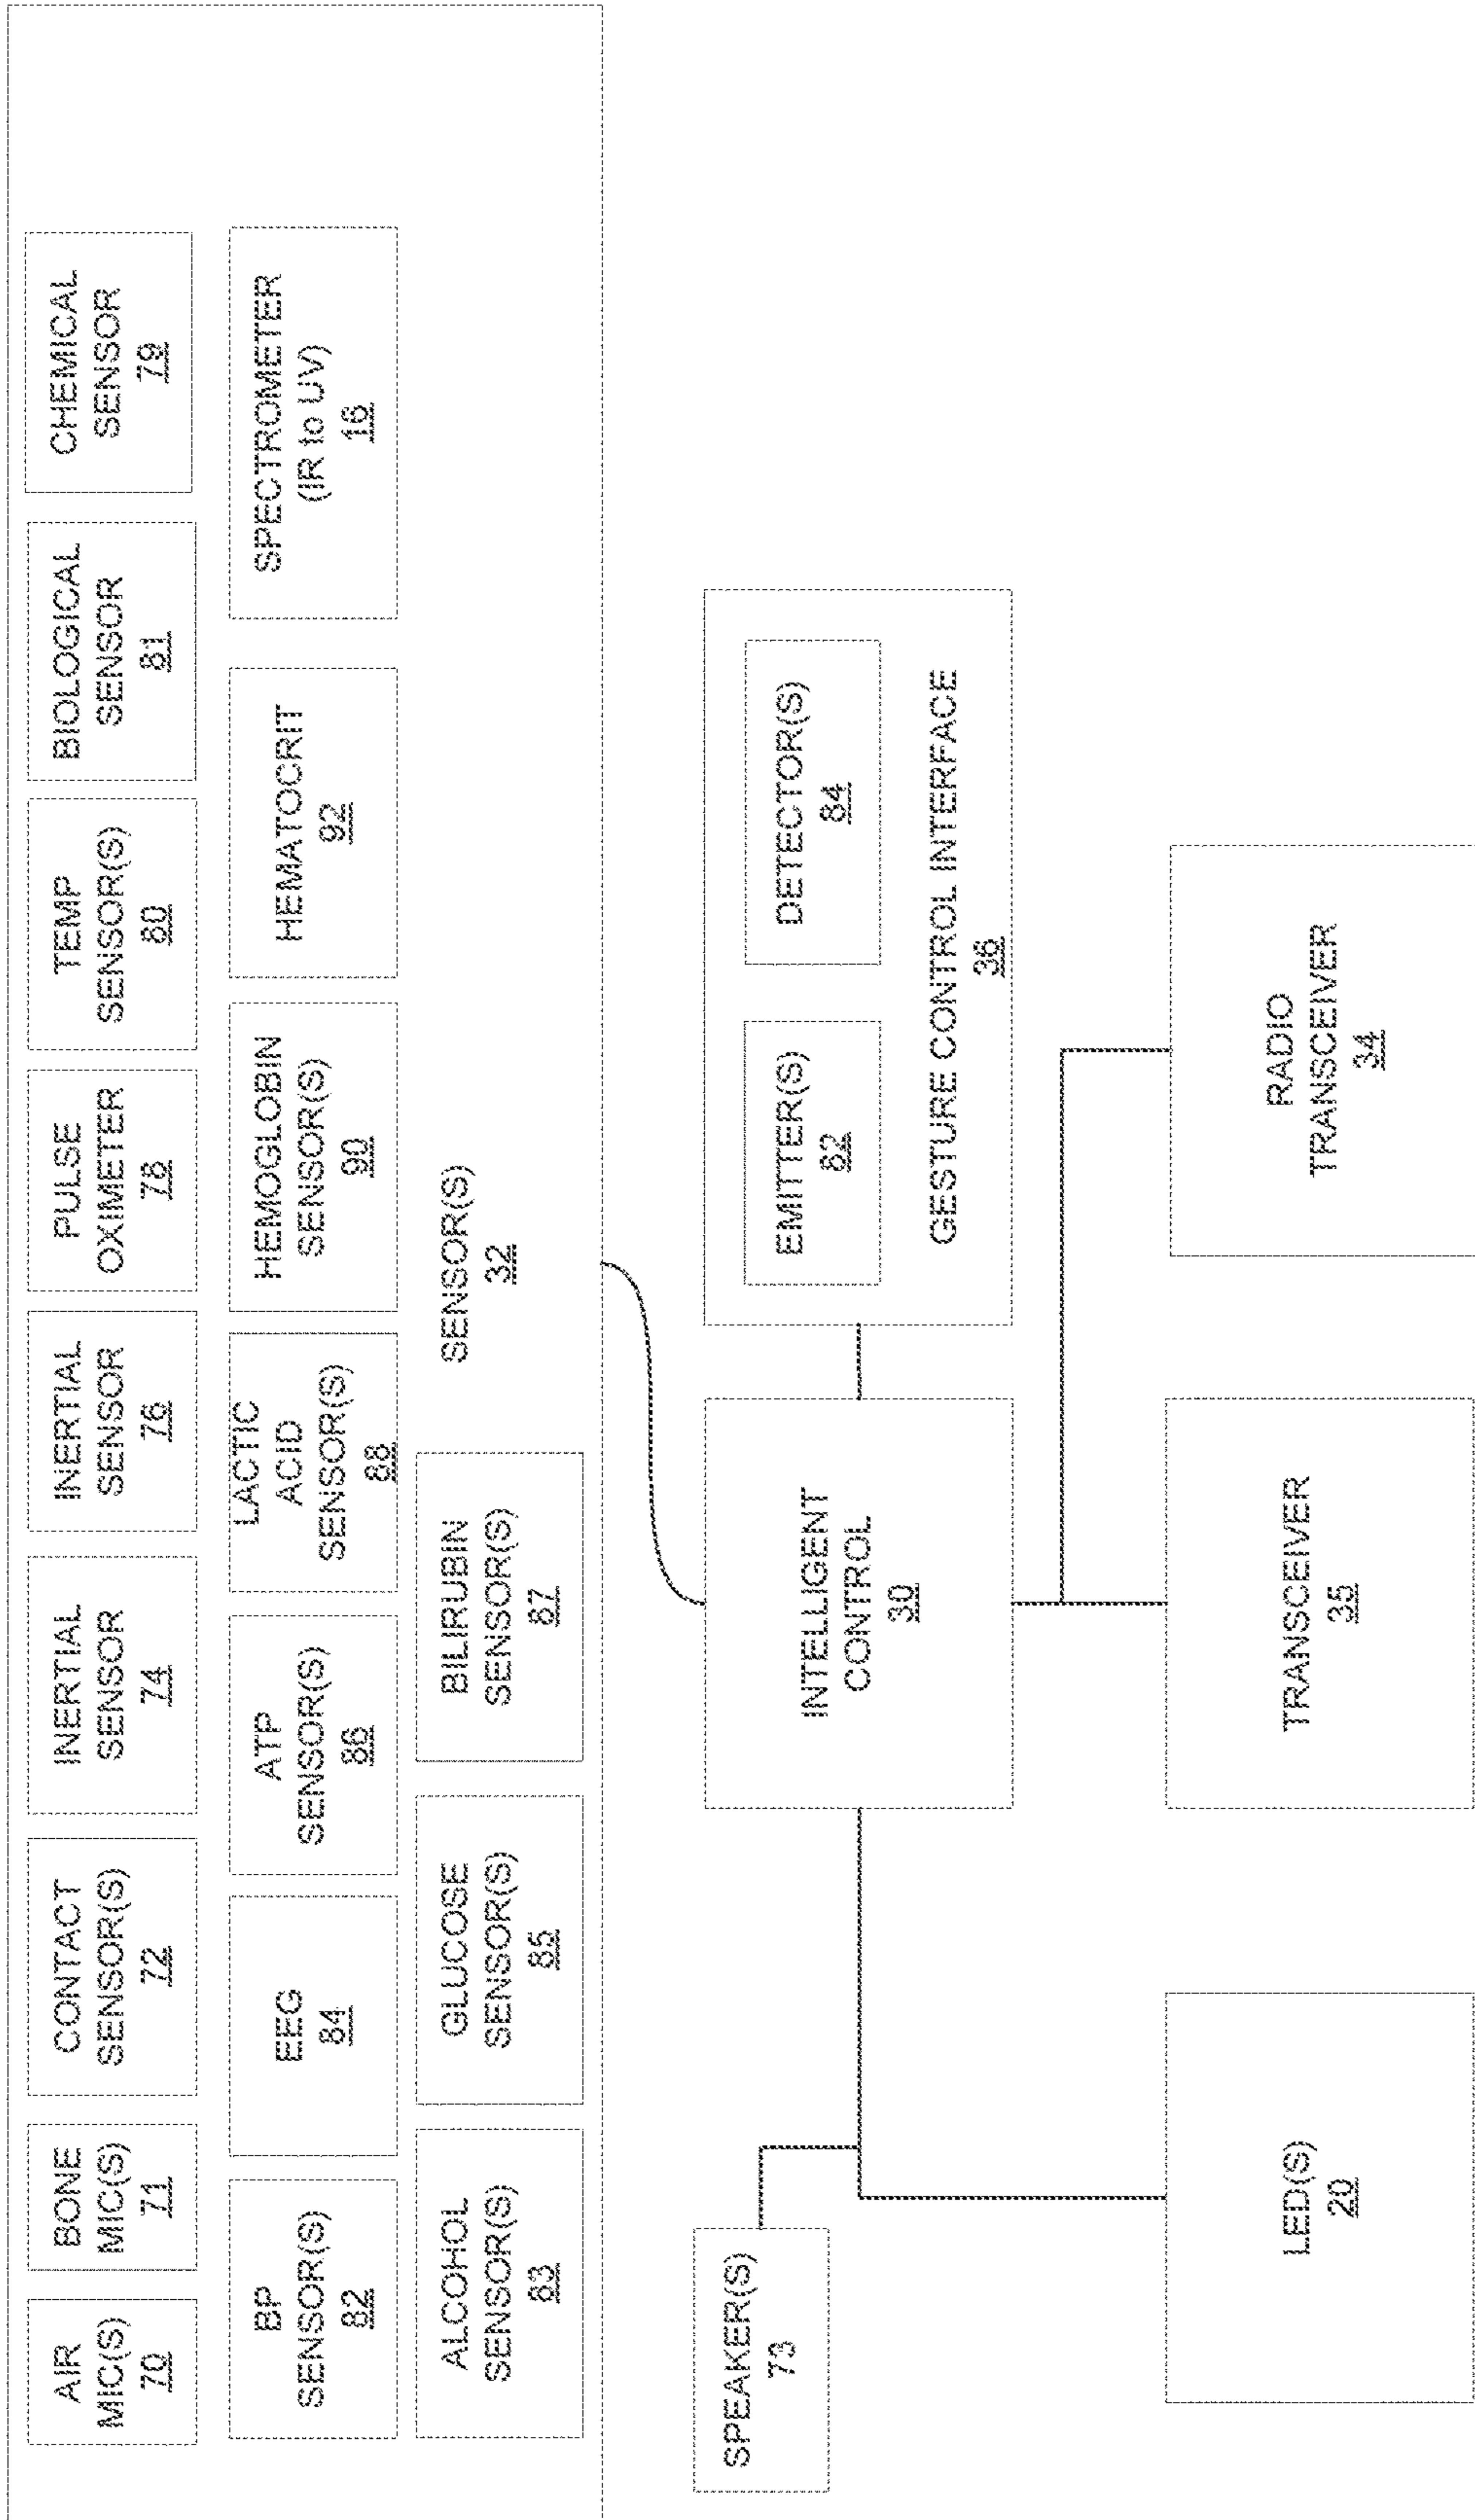 AIR
MIC(S)
70
BONE
MIC(S)
71
CONTACT
SENSOR(S)
72
INERTIAL
SENSOR
74
INERTIAL
SENSOR
76
PULSE
OXIMETER
78
TEMP
SENSOR(S)
80
BIOLOGICAL
SENSOR
81
CHEMICAL
SENSOR
79
BP
SENSOR(S)
82
EEG
84
ATP
SENSOR(S)
86
LACTIC
ACID
SENSOR(S)
88
HEMOGLOBIN
SENSOR(S)
90
HEMATOCRIT
92
SPECTROMETER
(IR to UV)
16
ALCOHOL
SENSOR(S)
83
GLUCOSE
SENSOR(S)
85
BILIRUBIN
SENSOR(S)
87
SENSOR(S)
32
SPEAKER(S)
73
INTELLIGENT
CONTROL
30
EMITTER(S)
82
DETECTOR(S)
84
GESTURE CONTROL INTERFACE
36
LED(S)
20
TRANSCEIVER
35
RADIO
TRANSCEIVER
34